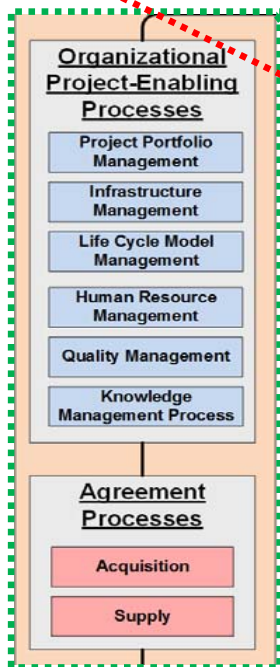 Organizational
Project-Enabling
Processes
Project Portfolio
Management
Infrastructure
Management
Life Cycle Model
Management
Human Resource
Management
Quality Management
Knowledge
Management Process
Agreement
Processes
Acquisition
Supply